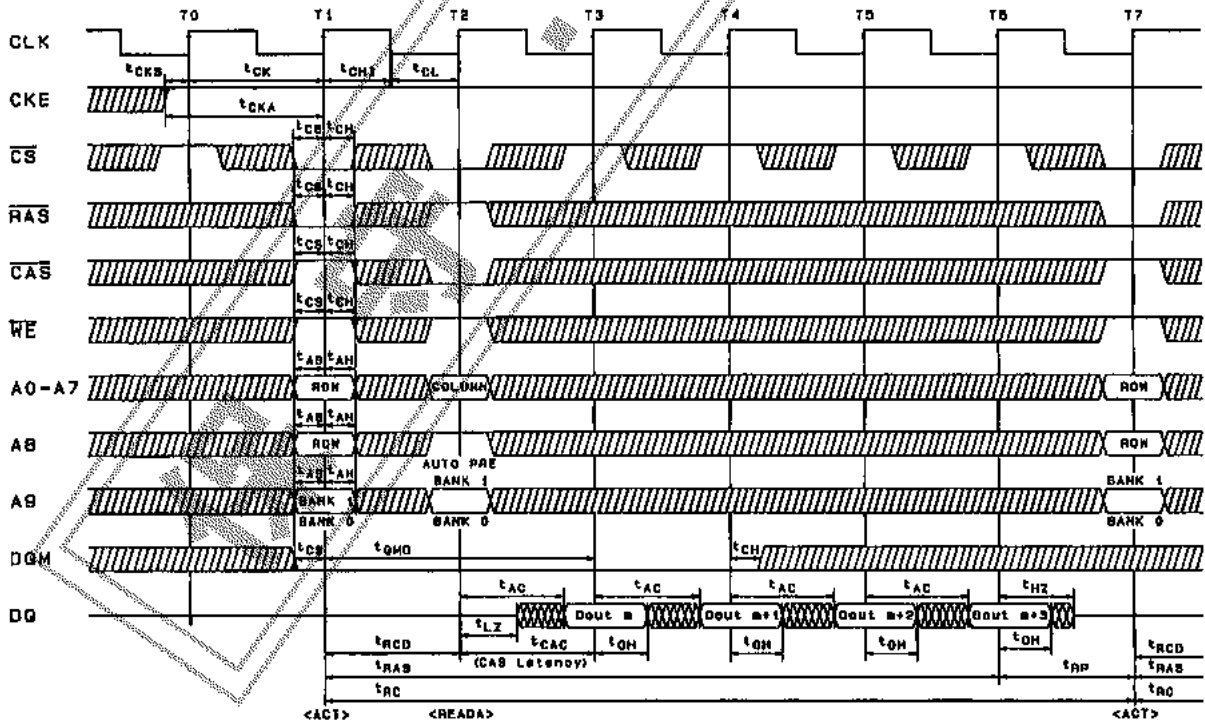 T0 T1 T2 T3 T4 T5 T6 T7
CLK
tCKS tCK tCHI tCL
CKE
tCKA
tCS tCH
CS
tCS tCH
RAS
tCS tCH
CAS
tCS tCH
WE
tAS tAH
A0-A7 ROW COLUMN ROW
tAS tAH
A8 ROW ROW
AUTO PRE
tAS tAH BANK 1 BANK 1
A9 BANK 1
BANK 0 BANK 0 BANK 0
DQM tCS tQMD tCH
tAC tAC tAC tAC tHZ
DQ Dout m Dout m+1 Dout m+2 Dout m+3
tLZ
tRCD tCAC tOH tOH tOH tOH tRCD
(CAS Latency)
tRAS tRP tRAS
tRC tRC
<ACT> <READA> <ACT>